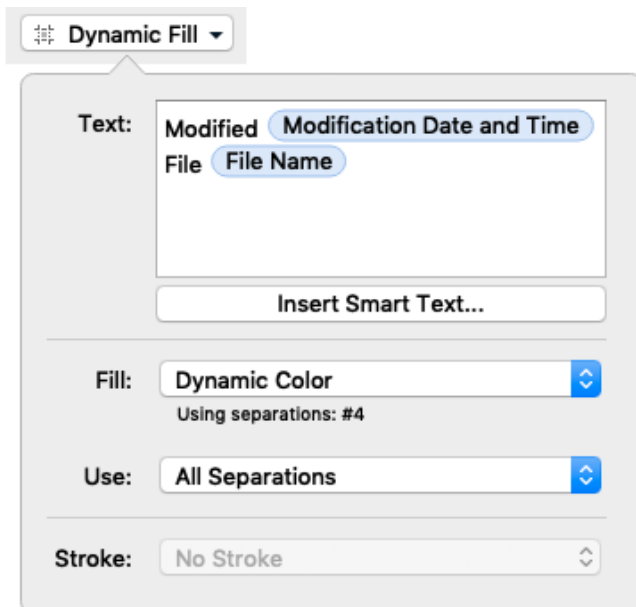 Dynamic Fill
Text: Modified Modification Date and Time
File File Name
Insert Smart Text...
Fill: Dynamic Color
Using separations: #4
Use: All Separations
Stroke: No Stroke